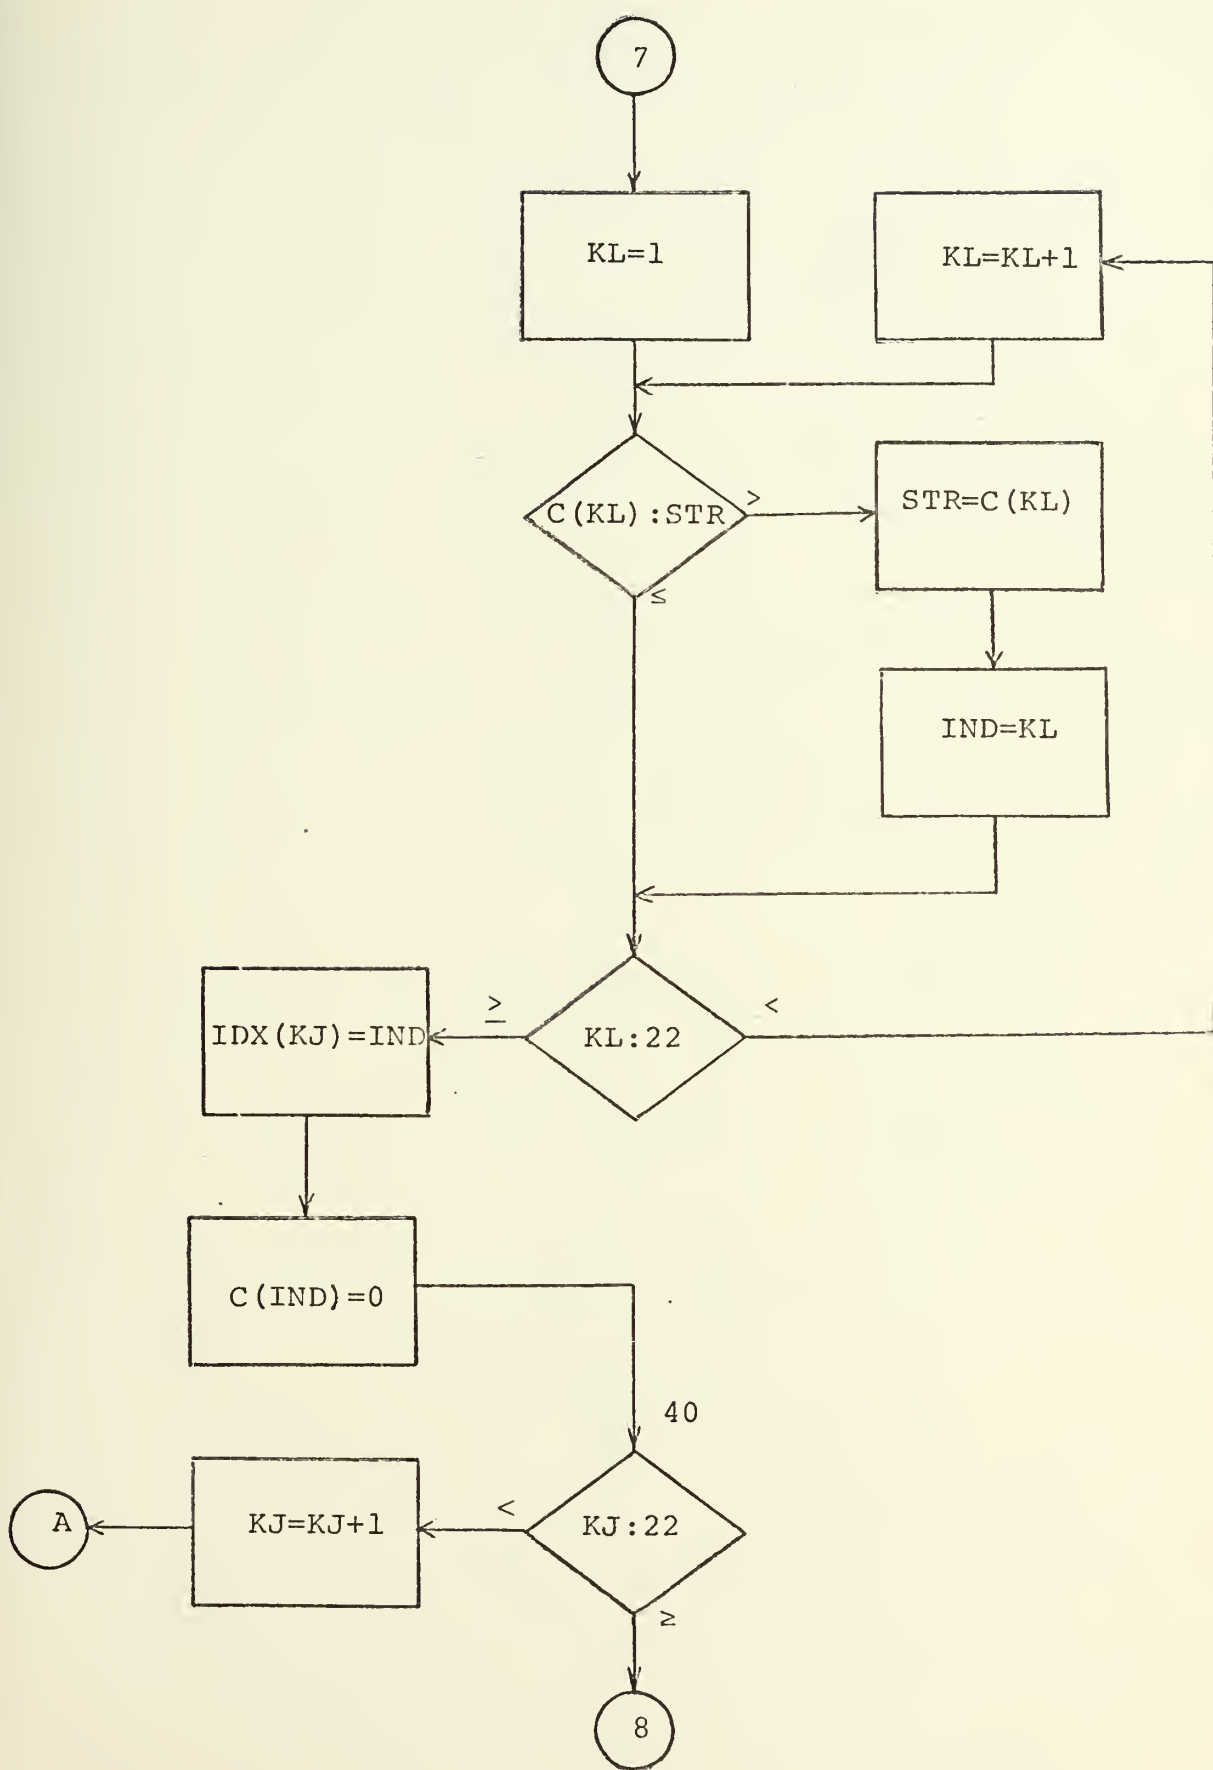 7
KL=1
KL=KL+1
C(KL):STR
>
STR=C(KL)
≤
IND=KL
IDX(KJ)=IND
≥
KL:22
<
C(IND)=0
40
A
KJ=KJ+1
<
KJ:22
≥
8